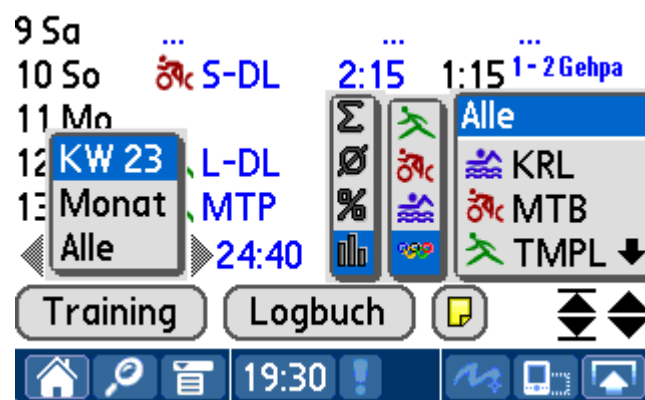 9 Sa ... ... ...
10 So S-DL 2:15 1:15 1-2 Gehpa
11 Mo Σ Alle
12 KW 23 L-DL Ø KRL
13 Monat MTP % MTB
Alle 24:40 TMPL
Training Logbuch
19:30